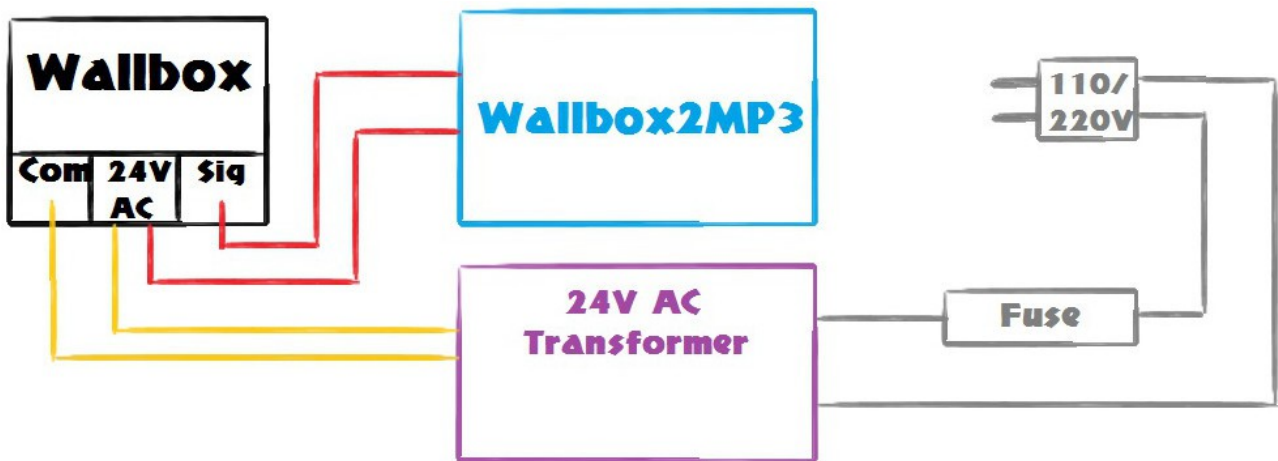 Wallbox
Com
24V
AC
Sig
Wallbox2MP3
110/
220V
24V AC
Transformer
Fuse